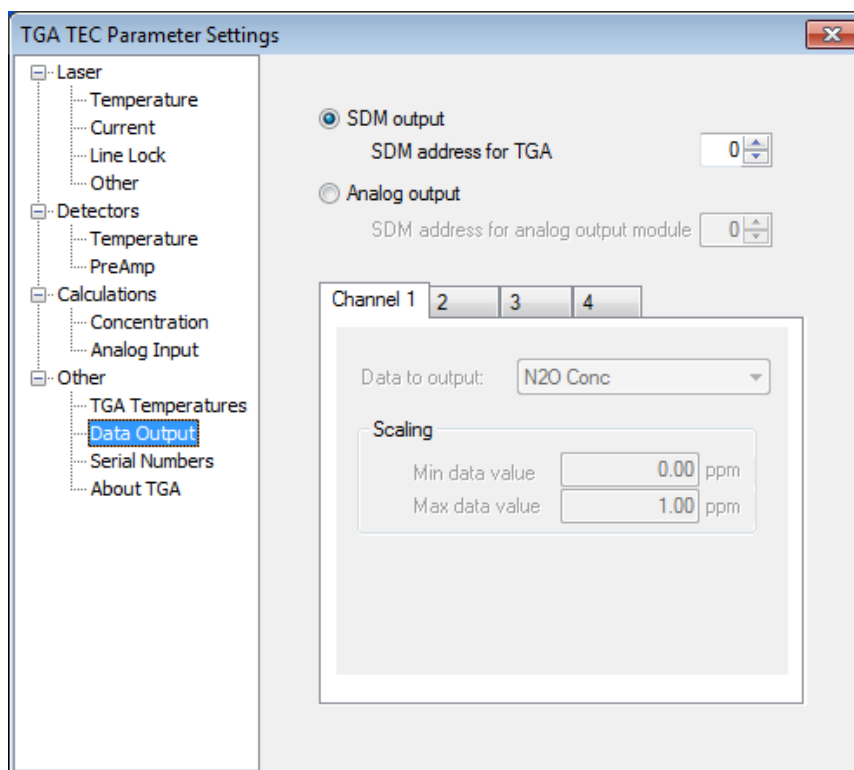 TGA TEC Parameter Settings
Laser
Temperature
Current
Line Lock
Other
Detectors
Temperature
PreAmp
Calculations
Concentration
Analog Input
Other
TGA Temperatures
Data Output
Serial Numbers
About TGA
SDM output
SDM address for TGA 0
Analog output
SDM address for analog output module 0
Channel 1 2 3 4
Data to output: N2O Conc
Scaling
Min data value 0.00 ppm
Max data value 1.00 ppm